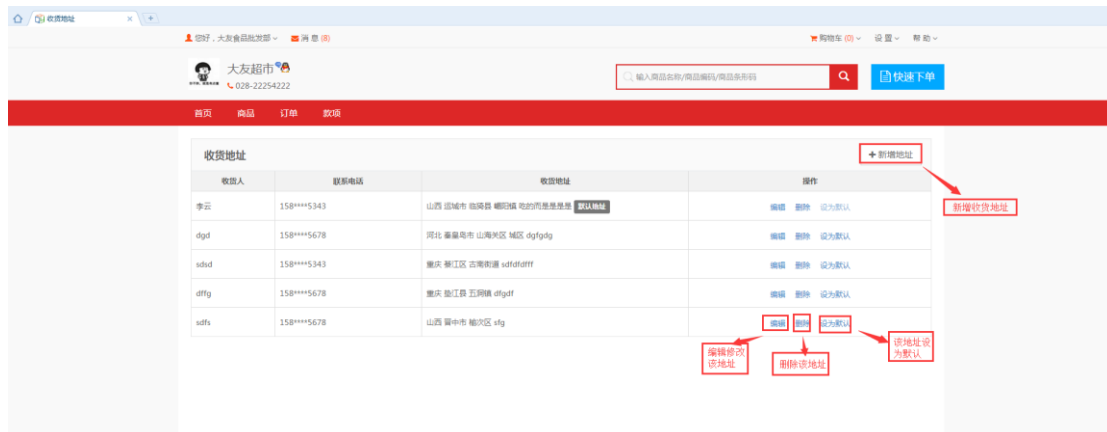 收货地址
您好，大友食品批发部 消息 (8) 购物车 (0) 设置 帮助
大友超市
028-22254222
输入商品名称/商品编码/商品条形码
快速下单
首页 商品 订单 款项
收货地址 新增地址
收货人 联系电话 收货地址 操作
李云 158****5343 山西 运城市 临猗县 嵋阳镇 吃的而是是是是 默认地址 编辑 删除 设为默认
dgd 158****5678 河北 秦皇岛市 山海关区 城区 dgfgdg 编辑 删除 设为默认
sdsd 158****5343 重庆 綦江区 古南街道 sdfdfdfff 编辑 删除 设为默认
dffg 158****5678 重庆 垫江县 五洞镇 dfgdf 编辑 删除 设为默认
sdfs 158****5678 山西 晋中市 榆次区 sfg 编辑 删除 设为默认
新增收货地址
编辑修改
该地址
删除该地址
该地址设
为默认